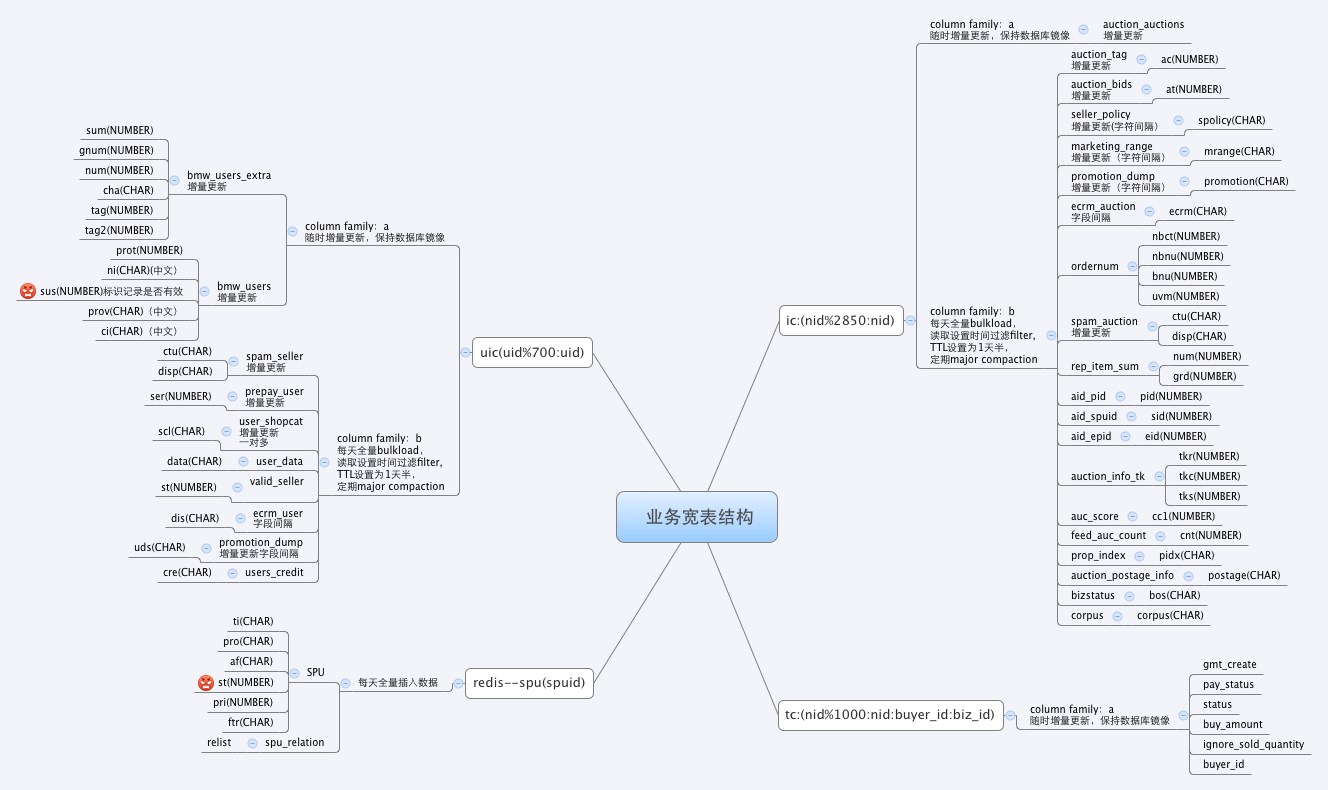 业务宽表结构
uic(uid%700:uid)
column family：a
随时增量更新，保持数据库镜像
bmw_users_extra
增量更新
sum(NUMBER)
gnum(NUMBER)
num(NUMBER)
cha(CHAR)
tag(NUMBER)
tag2(NUMBER)
bmw_users
增量更新
prot(NUMBER)
ni(CHAR)(中文）
sus(NUMBER)标识记录是否有效
prov(CHAR)（中文）
ci(CHAR)（中文）
column family：b
每天全量bulkload，
读取设置时间过滤filter,
TTL设置为1天半，
定期major compaction
spam_seller
增量更新
ctu(CHAR)
disp(CHAR)
prepay_user
增量更新
ser(NUMBER)
user_shopcat
增量更新
一对多
scl(CHAR)
user_data
data(CHAR)
valid_seller
st(NUMBER)
ecrm_user
字段间隔
dis(CHAR)
promotion_dump
增量更新字段间隔
uds(CHAR)
users_credit
cre(CHAR)
redis--spu(spuid)
每天全量插入数据
SPU
ti(CHAR)
pro(CHAR)
af(CHAR)
st(NUMBER)
pri(NUMBER)
ftr(CHAR)
spu_relation
relist
ic:(nid%2850:nid)
column family：a
随时增量更新，保持数据库镜像
auction_auctions
增量更新
column family：b
每天全量bulkload，
读取设置时间过滤filter,
TTL设置为1天半，
定期major compaction
auction_tag
增量更新
ac(NUMBER)
auction_bids
增量更新
at(NUMBER)
seller_policy
增量更新(字符间隔）
spolicy(CHAR)
marketing_range
增量更新（字符间隔）
mrange(CHAR)
promotion_dump
增量更新（字符间隔）
promotion(CHAR)
ecrm_auction
字段间隔
ecrm(CHAR)
ordernum
nbct(NUMBER)
nbnu(NUMBER)
bnu(NUMBER)
uvm(NUMBER)
spam_auction
增量更新
ctu(CHAR)
disp(CHAR)
rep_item_sum
num(NUMBER)
grd(NUMBER)
aid_pid
pid(NUMBER)
aid_spuid
sid(NUMBER)
aid_epid
eid(NUMBER)
auction_info_tk
tkr(NUMBER)
tkc(NUMBER)
tks(NUMBER)
auc_score
cc1(NUMBER)
feed_auc_count
cnt(NUMBER)
prop_index
pidx(CHAR)
auction_postage_info
postage(CHAR)
bizstatus
bos(CHAR)
corpus
corpus(CHAR)
tc:(nid%1000:nid:buyer_id:biz_id)
column family：a
随时增量更新，保持数据库镜像
gmt_create
pay_status
status
buy_amount
ignore_sold_quantity
buyer_id